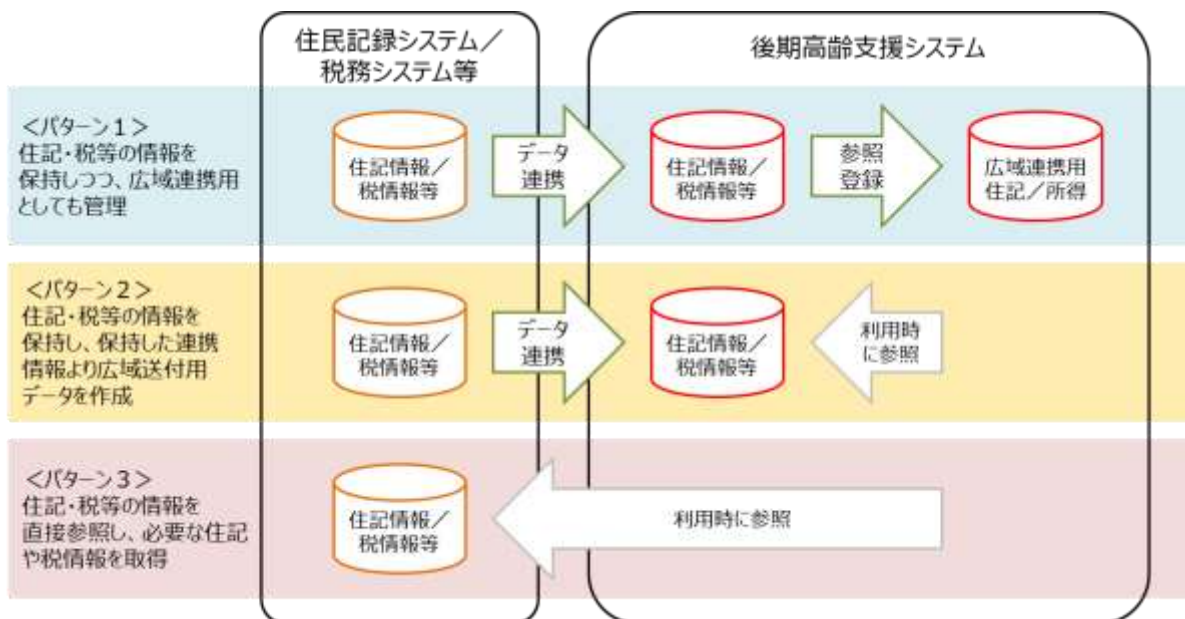 住民記録システム／
税務システム等
後期高齢支援システム
＜パターン１＞
住記・税等の情報を
保持しつつ、広域連携用
としても管理
住記情報／
税情報等
データ
連携
住記情報／
税情報等
参照
登録
広域連携用
住記／所得
＜パターン２＞
住記・税等の情報を
保持し、保持した連携
情報より広域送付用
データを作成
住記情報／
税情報等
データ
連携
住記情報／
税情報等
利用時
に参照
＜パターン３＞
住記・税等の情報を
直接参照し、必要な住記
や税情報を取得
住記情報／
税情報等
利用時に参照